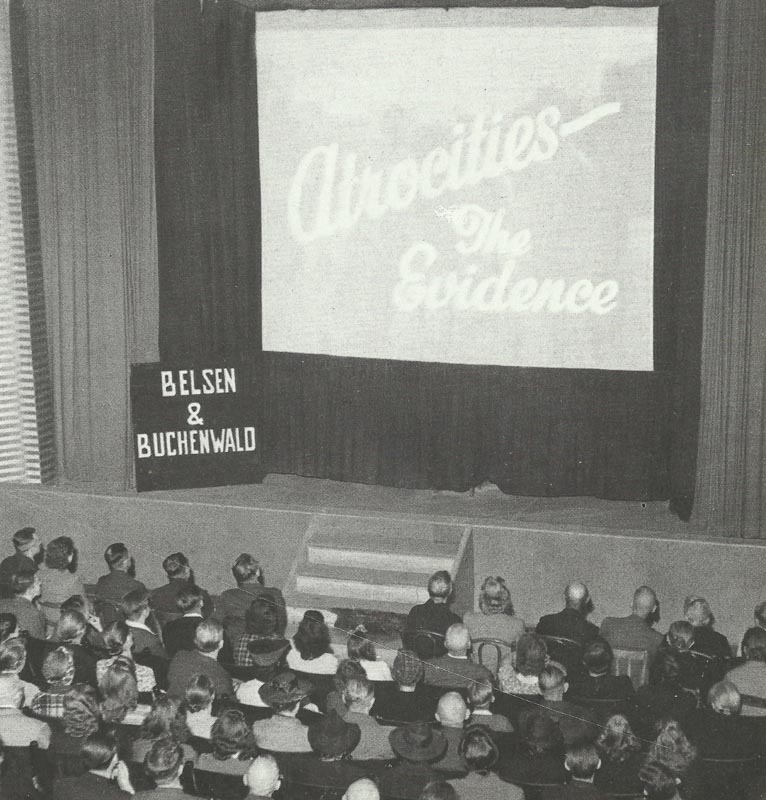 Atrocities—
The
Evidence
BELSEN
&
BUCHENWALD